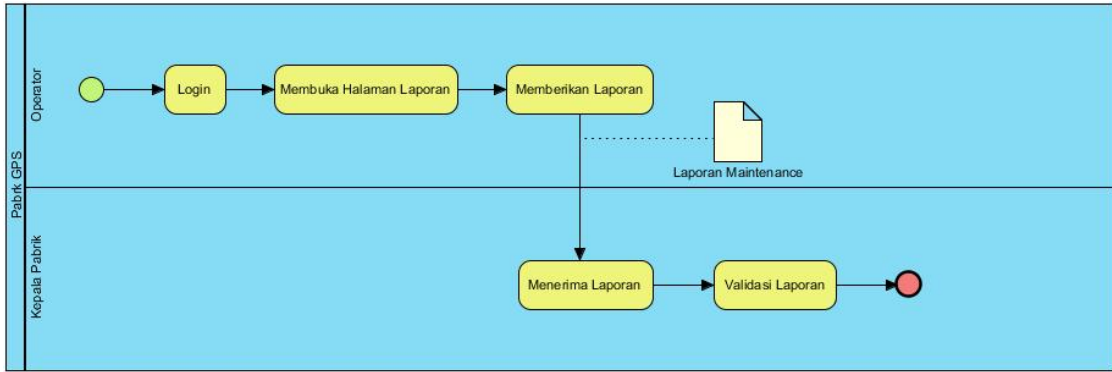 Pabrk GPS
Operator
Login
Membuka Halaman Laporan
Memberikan Laporan
Laporan Maintenance
Kepala Pabrik
Menerima Laporan
Validasi Laporan